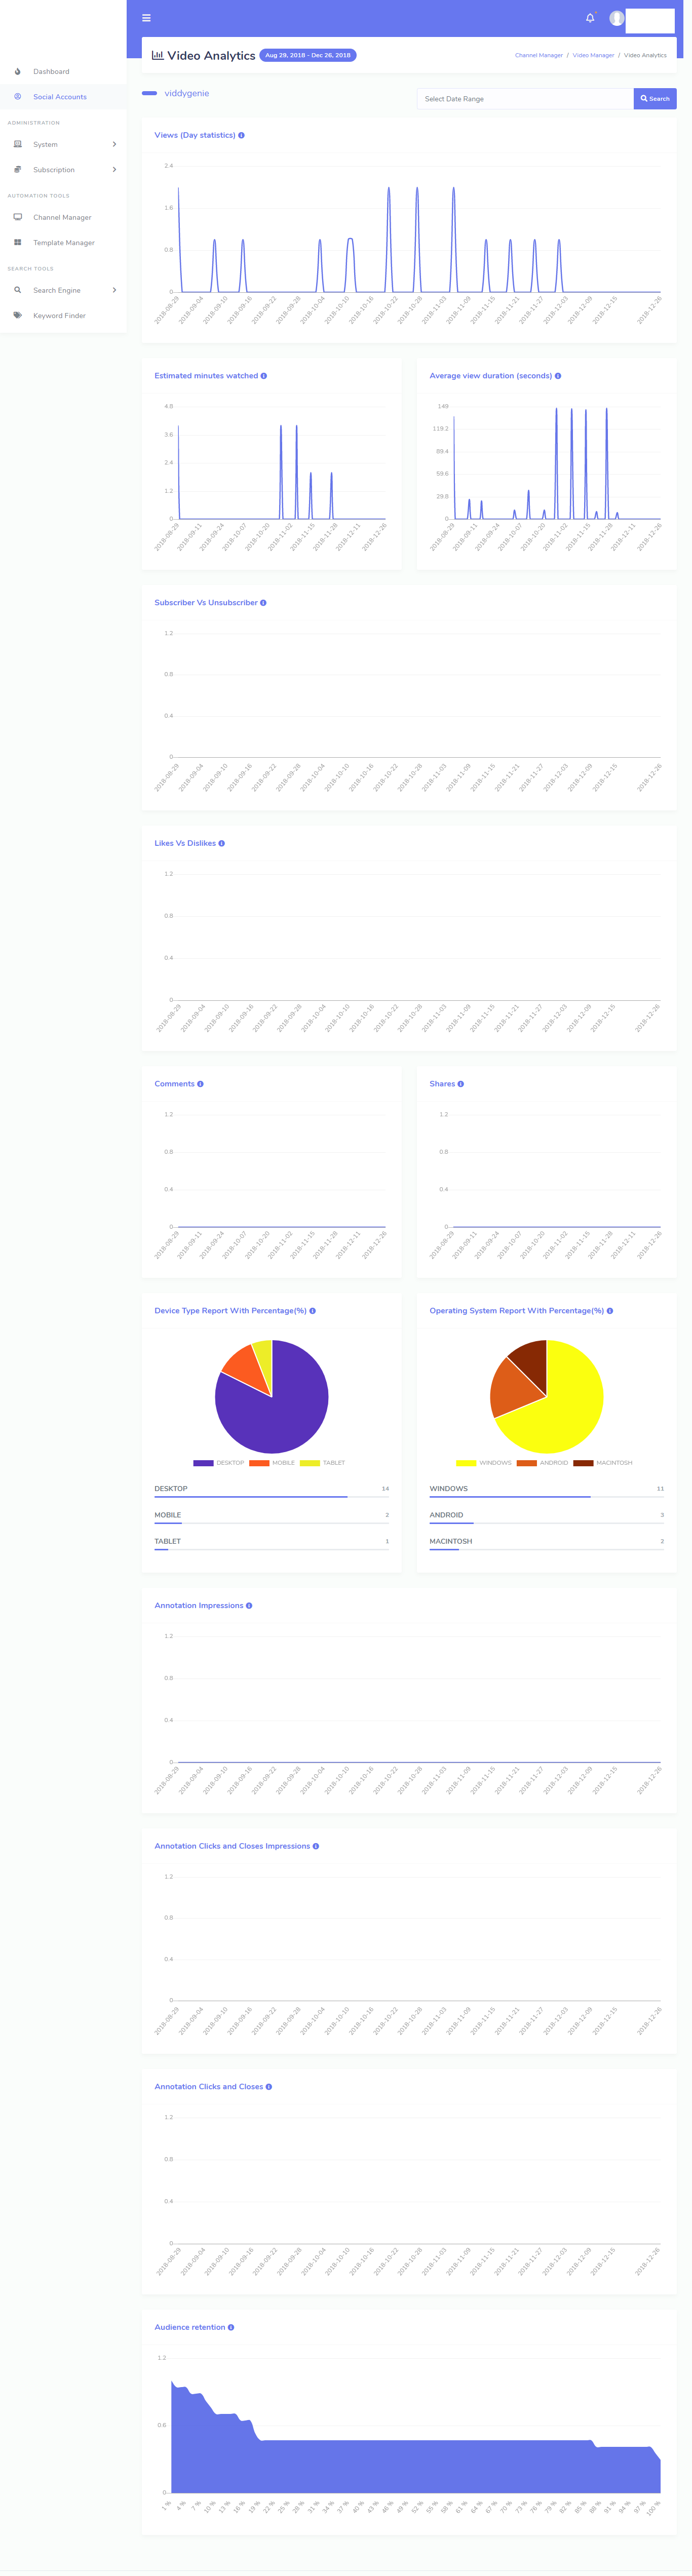 Dashboard
Social Accounts
ADMINISTRATION
System
Subscription
AUTOMATION TOOLS
Channel Manager
Template Manager
SEARCH TOOLS
Search Engine
Keyword Finder
Video Analytics Aug 29, 2018 - Dec 26, 2018
Channel Manager / Video Manager / Video Analytics
viddygenie
Select Date Range Search
Views (Day statistics)
2.4
1.6
0.8
0
2018-08-29 2018-09-04 2018-09-10 2018-09-16 2018-09-22 2018-09-28 2018-10-04 2018-10-10 2018-10-16 2018-10-22 2018-10-28 2018-11-03 2018-11-09 2018-11-15 2018-11-21 2018-11-27 2018-12-03 2018-12-09 2018-12-15 2018-12-26
Estimated minutes watched
4.8
3.6
2.4
1.2
0
2018-08-29 2018-09-11 2018-09-24 2018-10-07 2018-10-20 2018-11-02 2018-11-15 2018-11-28 2018-12-11 2018-12-26
Average view duration (seconds)
149
119.2
89.4
59.6
29.8
0
2018-08-29 2018-09-11 2018-09-24 2018-10-07 2018-10-20 2018-11-02 2018-11-15 2018-11-28 2018-12-11 2018-12-26
Subscriber Vs Unsubscriber
1.2
0.8
0.4
0
2018-08-29 2018-09-04 2018-09-10 2018-09-16 2018-09-22 2018-09-28 2018-10-04 2018-10-10 2018-10-16 2018-10-22 2018-10-28 2018-11-03 2018-11-09 2018-11-15 2018-11-21 2018-11-27 2018-12-03 2018-12-09 2018-12-15 2018-12-26
Likes Vs Dislikes
1.2
0.8
0.4
0
2018-08-29 2018-09-04 2018-09-10 2018-09-16 2018-09-22 2018-09-28 2018-10-04 2018-10-10 2018-10-16 2018-10-22 2018-10-28 2018-11-03 2018-11-09 2018-11-15 2018-11-21 2018-11-27 2018-12-03 2018-12-09 2018-12-15 2018-12-26
Comments
1.2
0.8
0.4
0
2018-08-29 2018-09-11 2018-09-24 2018-10-07 2018-10-20 2018-11-02 2018-11-15 2018-11-28 2018-12-11 2018-12-26
Shares
1.2
0.8
0.4
0
2018-08-29 2018-09-11 2018-09-24 2018-10-07 2018-10-20 2018-11-02 2018-11-15 2018-11-28 2018-12-11 2018-12-26
Device Type Report With Percentage(%)
DESKTOP MOBILE TABLET
DESKTOP 14
MOBILE 2
TABLET 1
Operating System Report With Percentage(%)
WINDOWS ANDROID MACINTOSH
WINDOWS 11
ANDROID 3
MACINTOSH 2
Annotation Impressions
1.2
0.8
0.4
0
2018-08-29 2018-09-04 2018-09-10 2018-09-16 2018-09-22 2018-09-28 2018-10-04 2018-10-10 2018-10-16 2018-10-22 2018-10-28 2018-11-03 2018-11-09 2018-11-15 2018-11-21 2018-11-27 2018-12-03 2018-12-09 2018-12-15 2018-12-26
Annotation Clicks and Closes Impressions
1.2
0.8
0.4
0
2018-08-29 2018-09-04 2018-09-10 2018-09-16 2018-09-22 2018-09-28 2018-10-04 2018-10-10 2018-10-16 2018-10-22 2018-10-28 2018-11-03 2018-11-09 2018-11-15 2018-11-21 2018-11-27 2018-12-03 2018-12-09 2018-12-15 2018-12-26
Annotation Clicks and Closes
1.2
0.8
0.4
0
2018-08-29 2018-09-04 2018-09-10 2018-09-16 2018-09-22 2018-09-28 2018-10-04 2018-10-10 2018-10-16 2018-10-22 2018-10-28 2018-11-03 2018-11-09 2018-11-15 2018-11-21 2018-11-27 2018-12-03 2018-12-09 2018-12-15 2018-12-26
Audience retention
1.2
0.6
0
1 % 4 % 7 % 10 % 13 % 16 % 19 % 22 % 25 % 28 % 31 % 34 % 37 % 40 % 43 % 46 % 49 % 52 % 55 % 58 % 61 % 64 % 67 % 70 % 73 % 76 % 79 % 82 % 85 % 88 % 91 % 94 % 97 % 100 %